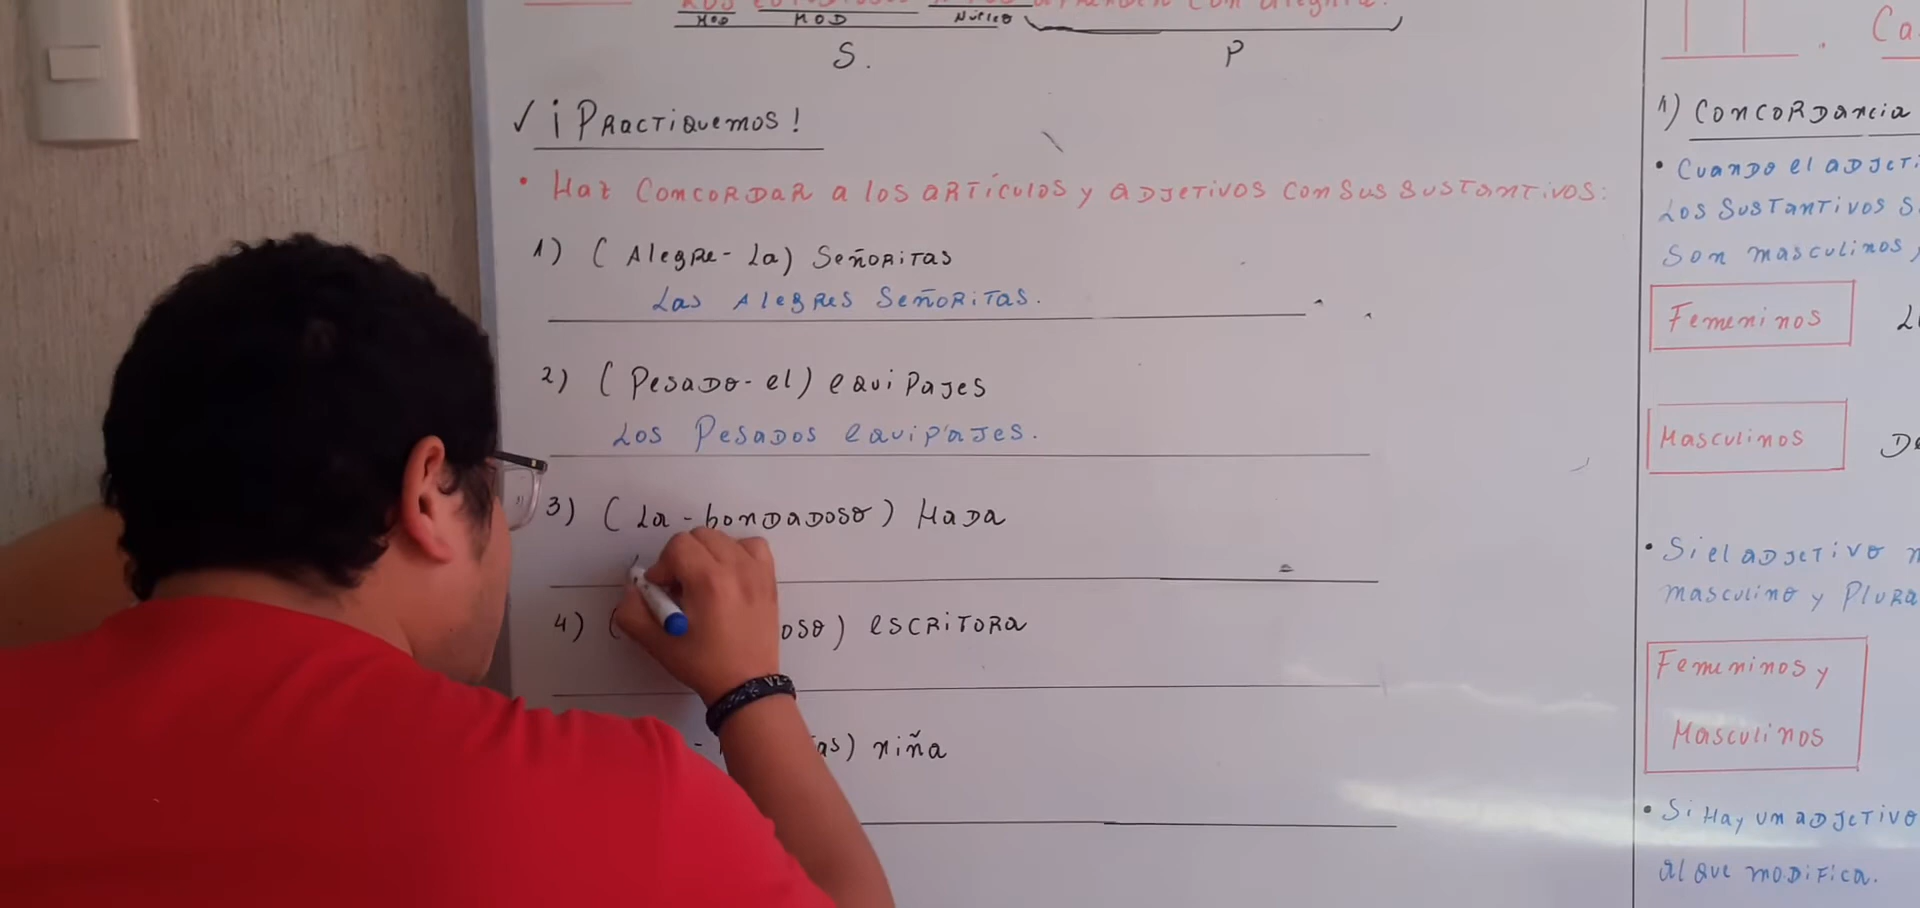 MOD MOD NÚCLEO
S. P
✓ ¡Practiquemos!
• Haz concordar a los artículos y adjetivos con sus sustantivos:
1) (Alegre - La) Señoritas
Las alegres señoritas.
2) (Pesado - el) equipajes
Los pesados equipajes.
3) (La - bondadoso) Hada
4) ( oso) escritora
as) niña
1) Concordancia
• Cuando el adjeti
Los sustantivos s
son masculinos,
Femeninos
Masculinos
• Si el adjetivo
masculino y plura
Femeninos y
Masculinos
• Si hay un adjetivo
al que modifica.